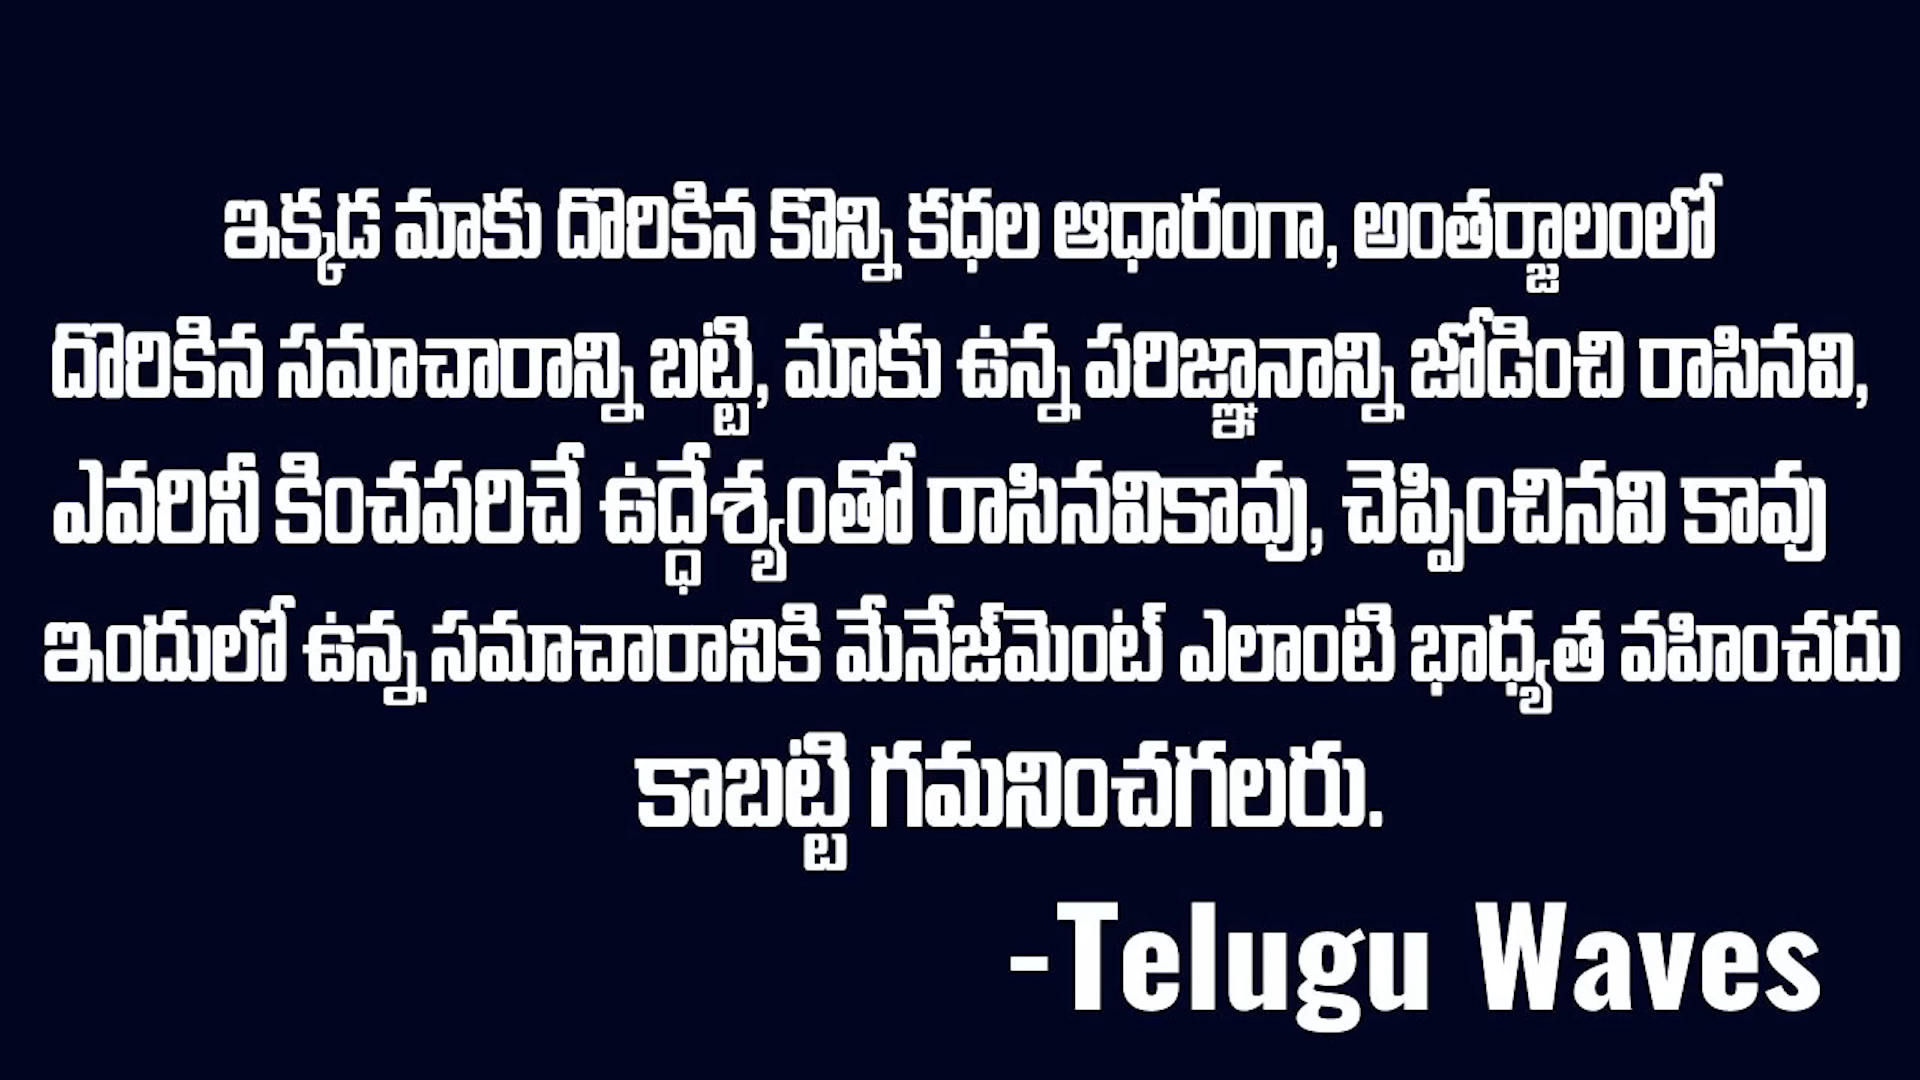 ఇక్కడ మాకు దొరికిన కొన్ని కధల ఆధారంగా, అంతర్జాలంలో
దొరికిన సమాచారాన్ని బట్టి, మాకు ఉన్న పరిజ్ఞానాన్ని జోడించి రాసినవి,
ఎవరినీ కించపరిచే ఉద్ధేశ్యంతో రాసినవికావు, చెప్పించినవి కావు
ఇందులో ఉన్న సమాచారానికి మేనేజ్‌మెంట్ ఎలాంటి భాధ్యత వహించదు
కాబట్టి గమనించగలరు.
-Telugu Waves